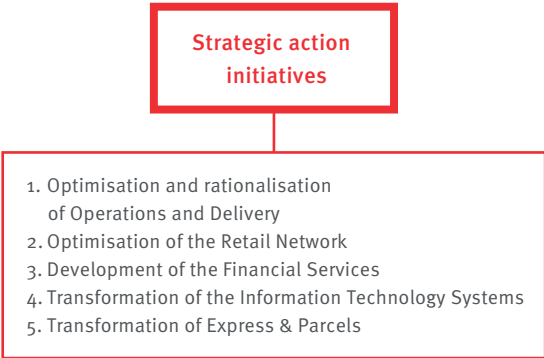 Strategic action
initiatives
1. Optimisation and rationalisation
of Operations and Delivery
2. Optimisation of the Retail Network
3. Development of the Financial Services
4. Transformation of the Information Technology Systems
5. Transformation of Express & Parcels